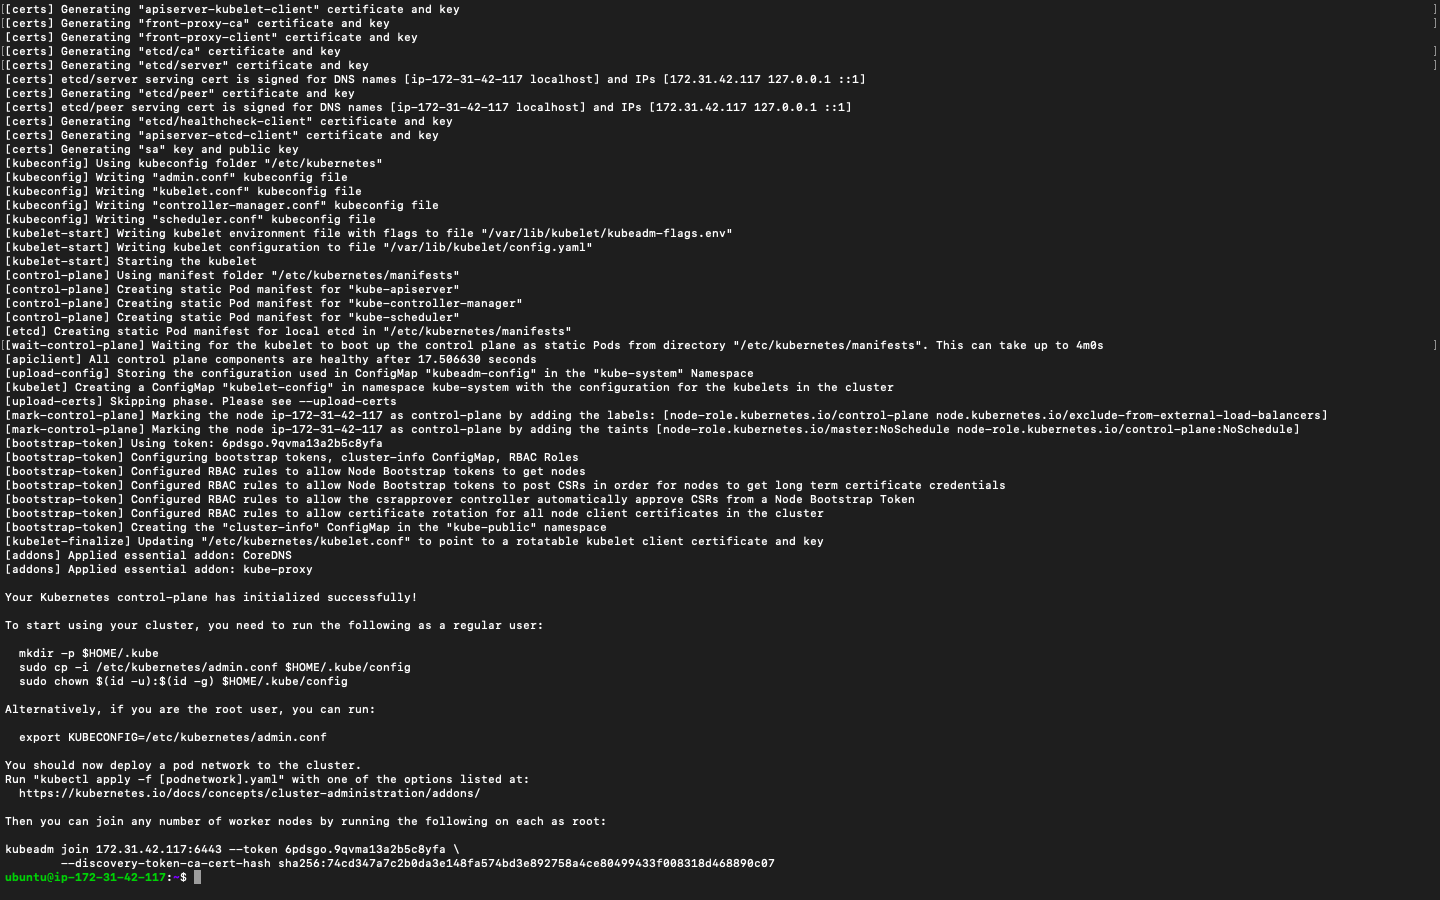 [[certs] Generating "apiserver-kubelet-client" certificate and key ]
[[certs] Generating "front-proxy-ca" certificate and key ]
[certs] Generating "front-proxy-client" certificate and key
[[certs] Generating "etcd/ca" certificate and key ]
[[certs] Generating "etcd/server" certificate and key ]
[certs] etcd/server serving cert is signed for DNS names [ip-172-31-42-117 localhost] and IPs [172.31.42.117 127.0.0.1 ::1]
[certs] Generating "etcd/peer" certificate and key
[certs] etcd/peer serving cert is signed for DNS names [ip-172-31-42-117 localhost] and IPs [172.31.42.117 127.0.0.1 ::1]
[certs] Generating "etcd/healthcheck-client" certificate and key
[certs] Generating "apiserver-etcd-client" certificate and key
[certs] Generating "sa" key and public key
[kubeconfig] Using kubeconfig folder "/etc/kubernetes"
[kubeconfig] Writing "admin.conf" kubeconfig file
[kubeconfig] Writing "kubelet.conf" kubeconfig file
[kubeconfig] Writing "controller-manager.conf" kubeconfig file
[kubeconfig] Writing "scheduler.conf" kubeconfig file
[kubelet-start] Writing kubelet environment file with flags to file "/var/lib/kubelet/kubeadm-flags.env"
[kubelet-start] Writing kubelet configuration to file "/var/lib/kubelet/config.yaml"
[kubelet-start] Starting the kubelet
[control-plane] Using manifest folder "/etc/kubernetes/manifests"
[control-plane] Creating static Pod manifest for "kube-apiserver"
[control-plane] Creating static Pod manifest for "kube-controller-manager"
[control-plane] Creating static Pod manifest for "kube-scheduler"
[etcd] Creating static Pod manifest for local etcd in "/etc/kubernetes/manifests"
[[wait-control-plane] Waiting for the kubelet to boot up the control plane as static Pods from directory "/etc/kubernetes/manifests". This can take up to 4m0s ]
[apiclient] All control plane components are healthy after 17.506630 seconds
[upload-config] Storing the configuration used in ConfigMap "kubeadm-config" in the "kube-system" Namespace
[kubelet] Creating a ConfigMap "kubelet-config" in namespace kube-system with the configuration for the kubelets in the cluster
[upload-certs] Skipping phase. Please see --upload-certs
[mark-control-plane] Marking the node ip-172-31-42-117 as control-plane by adding the labels: [node-role.kubernetes.io/control-plane node.kubernetes.io/exclude-from-external-load-balancers]
[mark-control-plane] Marking the node ip-172-31-42-117 as control-plane by adding the taints [node-role.kubernetes.io/master:NoSchedule node-role.kubernetes.io/control-plane:NoSchedule]
[bootstrap-token] Using token: 6pdsgo.9qvma13a2b5c8yfa
[bootstrap-token] Configuring bootstrap tokens, cluster-info ConfigMap, RBAC Roles
[bootstrap-token] Configured RBAC rules to allow Node Bootstrap tokens to get nodes
[bootstrap-token] Configured RBAC rules to allow Node Bootstrap tokens to post CSRs in order for nodes to get long term certificate credentials
[bootstrap-token] Configured RBAC rules to allow the csrapprover controller automatically approve CSRs from a Node Bootstrap Token
[bootstrap-token] Configured RBAC rules to allow certificate rotation for all node client certificates in the cluster
[bootstrap-token] Creating the "cluster-info" ConfigMap in the "kube-public" namespace
[kubelet-finalize] Updating "/etc/kubernetes/kubelet.conf" to point to a rotatable kubelet client certificate and key
[addons] Applied essential addon: CoreDNS
[addons] Applied essential addon: kube-proxy

Your Kubernetes control-plane has initialized successfully!

To start using your cluster, you need to run the following as a regular user:

  mkdir -p $HOME/.kube
  sudo cp -i /etc/kubernetes/admin.conf $HOME/.kube/config
  sudo chown $(id -u):$(id -g) $HOME/.kube/config

Alternatively, if you are the root user, you can run:

  export KUBECONFIG=/etc/kubernetes/admin.conf

You should now deploy a pod network to the cluster.
Run "kubectl apply -f [podnetwork].yaml" with one of the options listed at:
  https://kubernetes.io/docs/concepts/cluster-administration/addons/

Then you can join any number of worker nodes by running the following on each as root:

kubeadm join 172.31.42.117:6443 --token 6pdsgo.9qvma13a2b5c8yfa \
        --discovery-token-ca-cert-hash sha256:74cd347a7c2b0da3e148fa574bd3e892758a4ce80499433f008318d468890c07
ubuntu@ip-172-31-42-117:~$